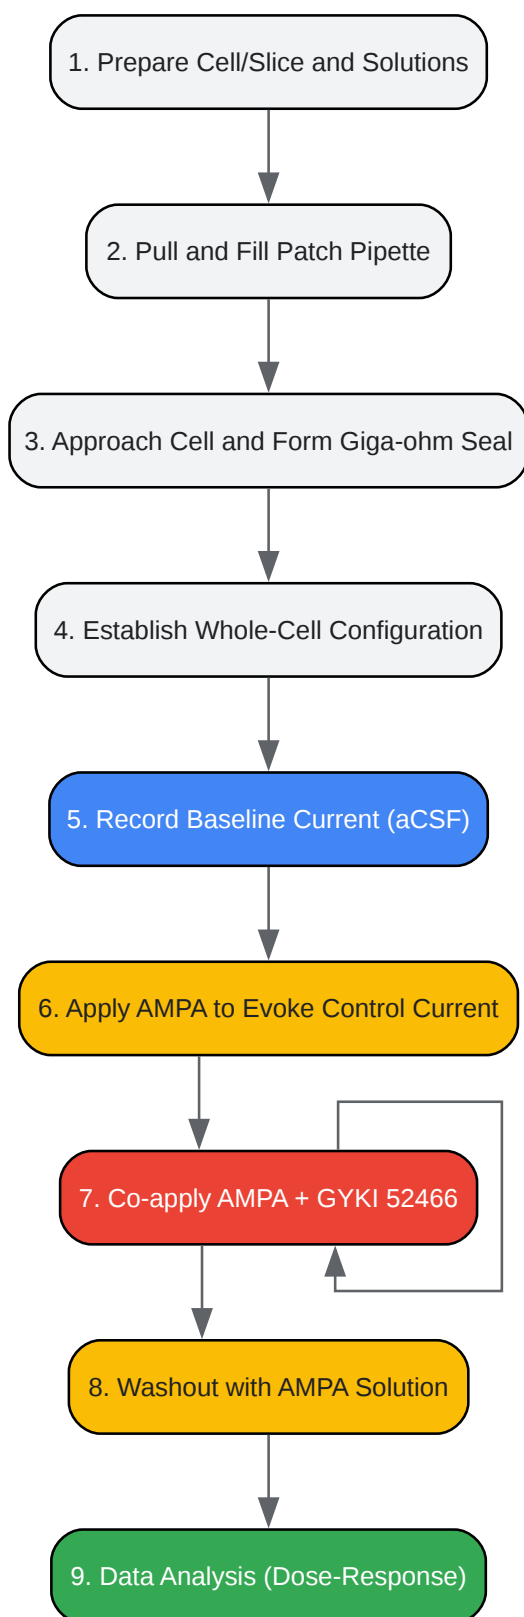 1. Prepare Cell/Slice and Solutions
2. Pull and Fill Patch Pipette
3. Approach Cell and Form Giga-ohm Seal
4. Establish Whole-Cell Configuration
5. Record Baseline Current (aCSF)
6. Apply AMPA to Evoke Control Current
7. Co-apply AMPA + GYKI 52466
8. Washout with AMPA Solution
9. Data Analysis (Dose-Response)